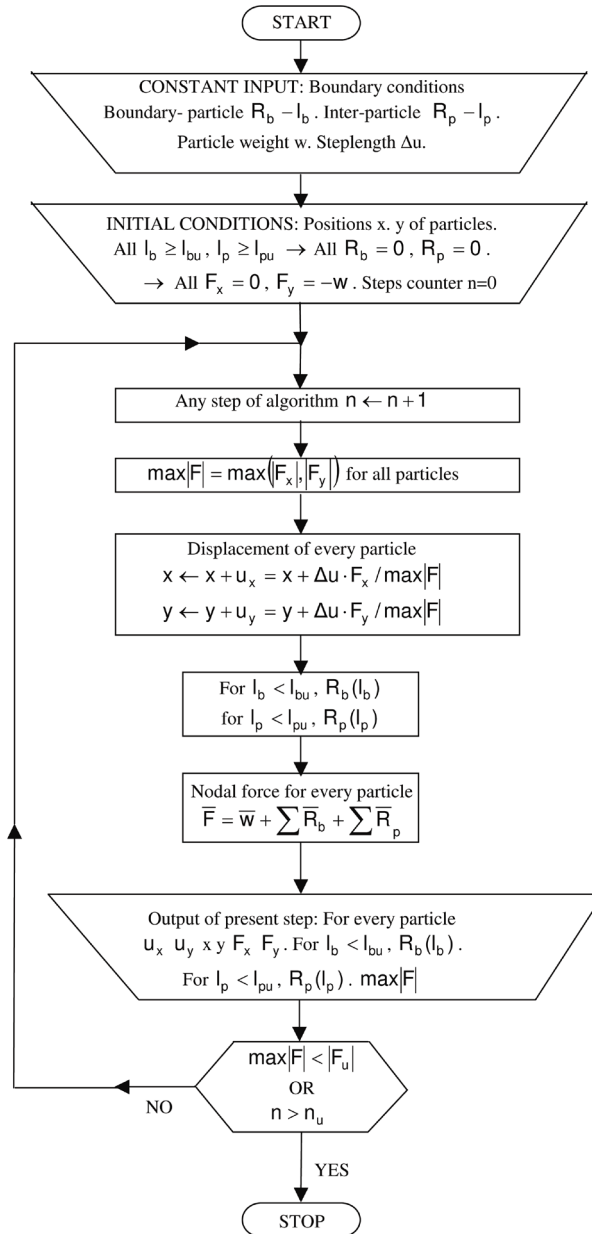 START
CONSTANT INPUT: Boundary conditions
Boundary- particle R_b – l_b . Inter-particle R_p – l_p .
Particle weight w. Steplength Δu.
INITIAL CONDITIONS: Positions x. y of particles.
All l_b ≥ l_bu , l_p ≥ l_pu → All R_b = 0 , R_p = 0 .
→ All F_x = 0 , F_y = –w . Steps counter n=0
Any step of algorithm n ← n + 1
max|F| = max(|F_x|,|F_y|) for all particles
Displacement of every particle
x ← x + u_x = x + Δu · F_x / max|F|
y ← y + u_y = y + Δu · F_y / max|F|
For l_b < l_bu , R_b(l_b)
for l_p < l_pu , R_p(l_p)
Nodal force for every particle
F̅ = w̅ + ∑ R̅_b + ∑ R̅_p
Output of present step: For every particle
u_x u_y x y F_x F_y . For l_b < l_bu , R_b(l_b) .
For l_p < l_pu , R_p(l_p) . max|F|
max|F| < |F_u|
OR
n > n_u
NO
YES
STOP